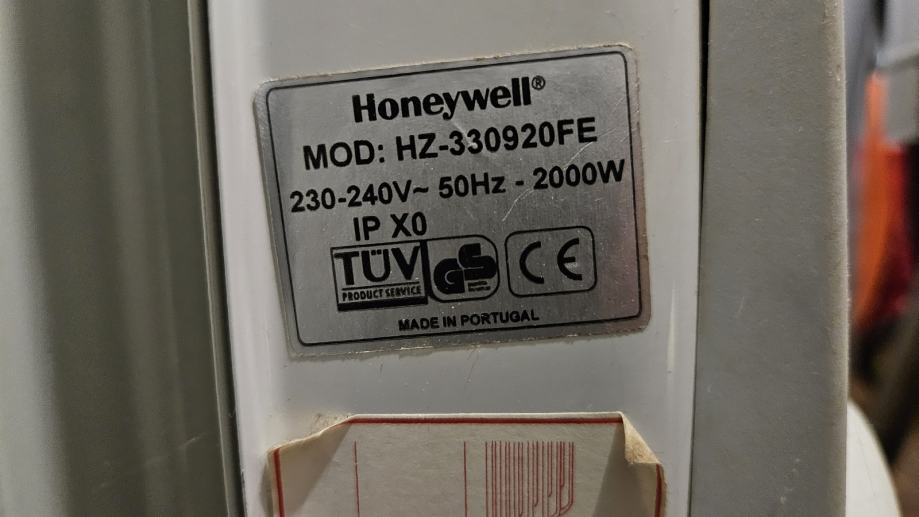 Honeywell®
MOD: HZ-330920FE
230-240V~ 50Hz - 2000W
IP X0
TÜV GS CE
PRODUCT SERVICE
MADE IN PORTUGAL